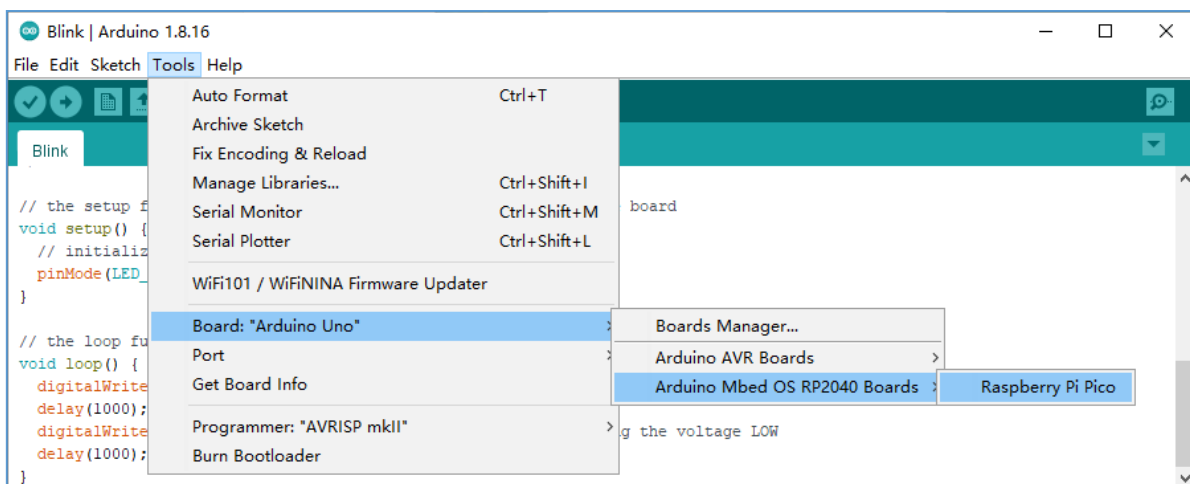 Blink | Arduino 1.8.16
File Edit Sketch Tools Help
Blink
// the setup f
board
void setup() {
// initializ
pinMode(LED_
}
// the loop fu
void loop() {
digitalWrite
delay(1000);
digitalWrite
g the voltage LOW
delay(1000);
}
Auto Format Ctrl+T
Archive Sketch
Fix Encoding & Reload
Manage Libraries... Ctrl+Shift+I
Serial Monitor Ctrl+Shift+M
Serial Plotter Ctrl+Shift+L
WiFi101 / WiFiNINA Firmware Updater
Board: "Arduino Uno"
Port
Get Board Info
Programmer: "AVRISP mkII"
Burn Bootloader
Boards Manager...
Arduino AVR Boards
Arduino Mbed OS RP2040 Boards
Raspberry Pi Pico